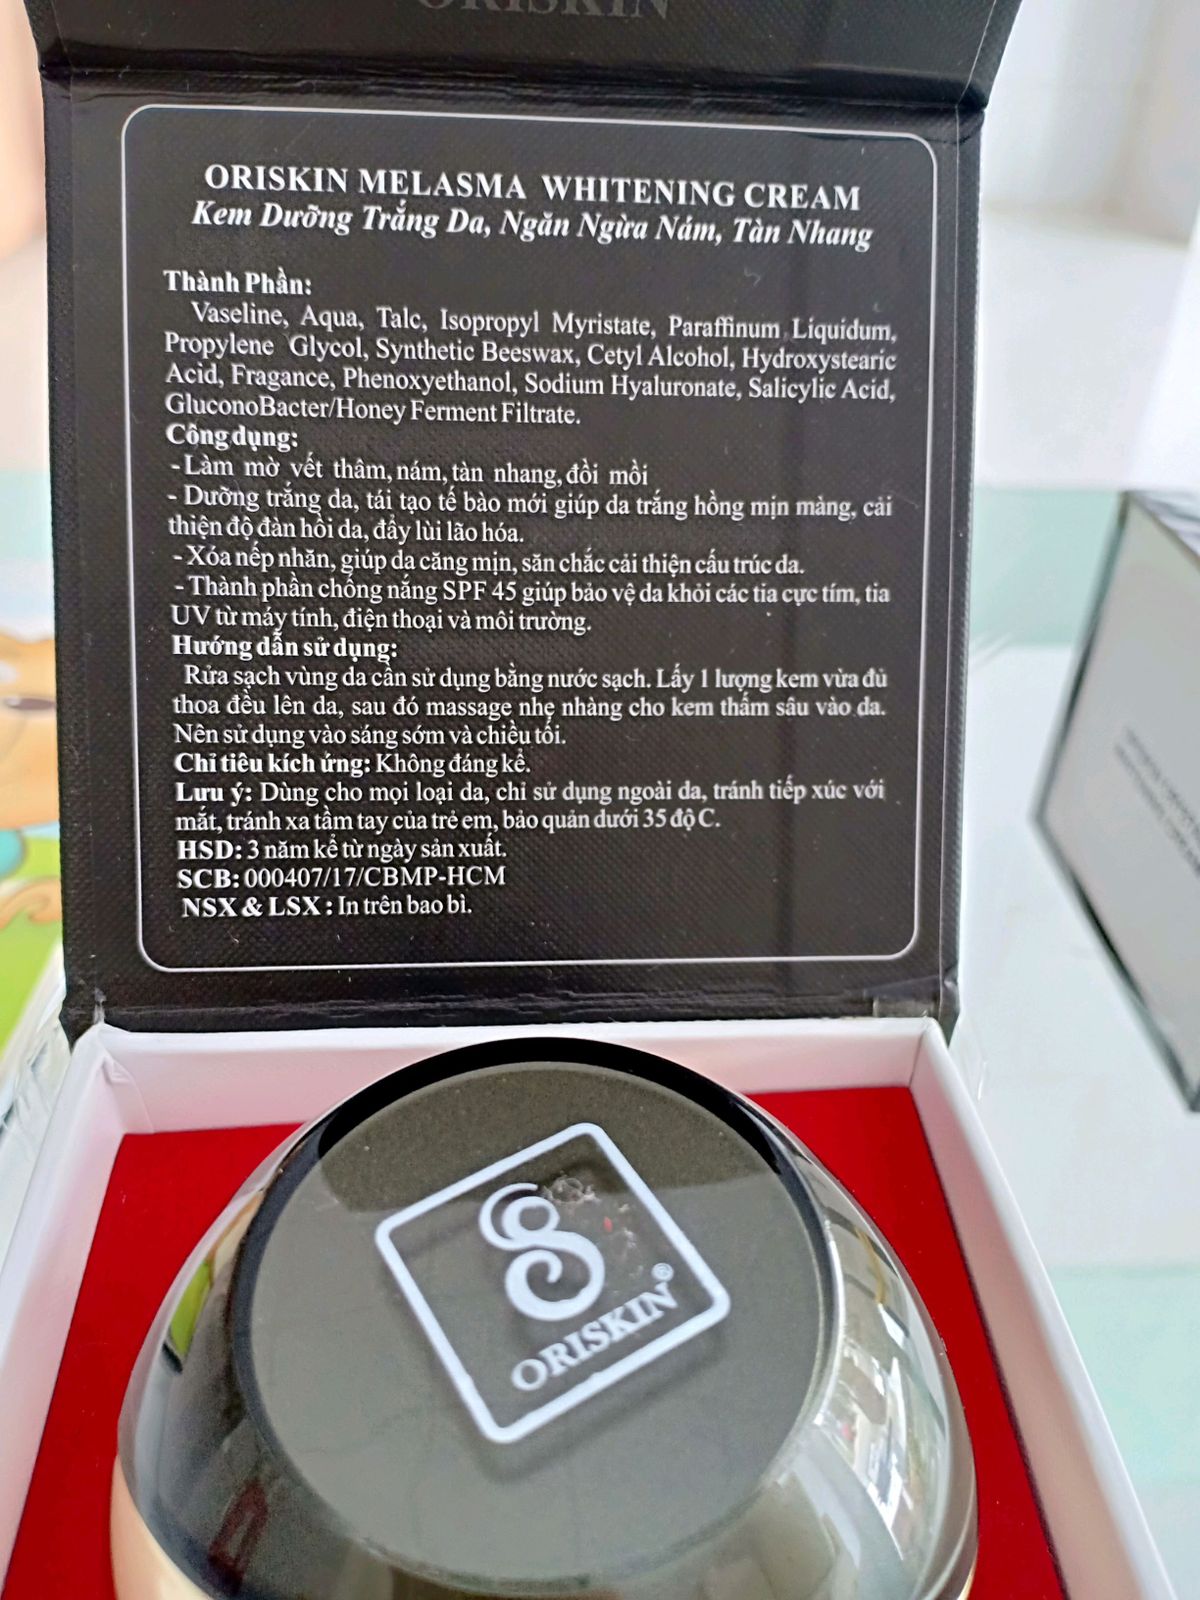 ORISKIN
ORISKIN MELASMA WHITENING CREAM
Kem Dưỡng Trắng Da, Ngăn Ngừa Nám, Tàn Nhang
Thành Phần:
Vaseline, Aqua, Talc, Isopropyl Myristate, Paraffinum Liquidum,
Propylene Glycol, Synthetic Beeswax, Cetyl Alcohol, Hydroxystearic
Acid, Fragance, Phenoxyethanol, Sodium Hyaluronate, Salicylic Acid,
GluconoBacter/Honey Ferment Filtrate.
Công dụng:
- Làm mờ vết thâm, nám, tàn nhang, đồi mồi
- Dưỡng trắng da, tái tạo tế bào mới giúp da trắng hồng mịn màng, cải
thiện độ đàn hồi da, đẩy lùi lão hóa.
- Xóa nếp nhăn, giúp da căng mịn, săn chắc cải thiện cấu trúc da.
- Thành phần chống nắng SPF 45 giúp bảo vệ da khỏi các tia cực tím, tia
UV từ máy tính, điện thoại và môi trường.
Hướng dẫn sử dụng:
Rửa sạch vùng da cần sử dụng bằng nước sạch. Lấy 1 lượng kem vừa đủ
thoa đều lên da, sau đó massage nhẹ nhàng cho kem thấm sâu vào da.
Nên sử dụng vào sáng sớm và chiều tối.
Chỉ tiêu kích ứng: Không đáng kể.
Lưu ý: Dùng cho mọi loại da, chỉ sử dụng ngoài da, tránh tiếp xúc với
mắt, tránh xa tầm tay của trẻ em, bảo quản dưới 35 độ C.
HSD: 3 năm kể từ ngày sản xuất.
SCB: 000407/17/CBMP-HCM
NSX & LSX : In trên bao bì.
ORISKIN®